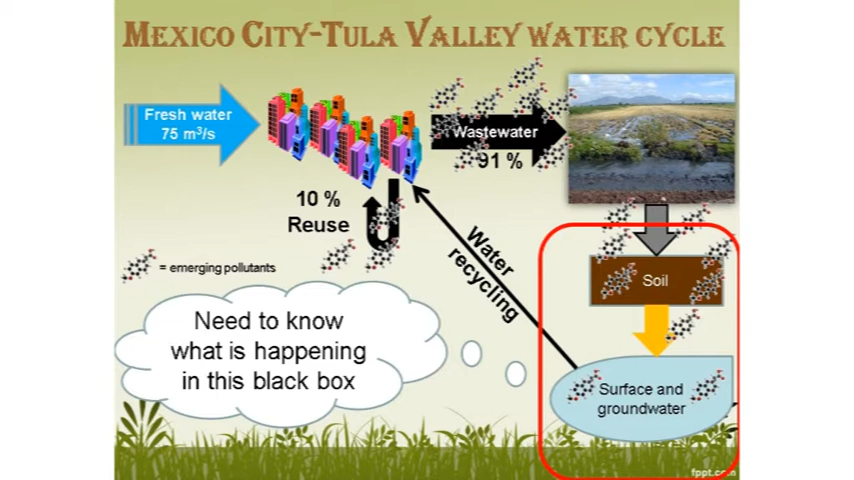 MEXICO CITY-TULA VALLEY WATER CYCLE
Fresh water
75 m³/s
Wastewater
91 %
10 %
Reuse
Water
recycling
= emerging pollutants
Soil
Need to know
what is happening
in this black box
Surface and
groundwater
fppt.com